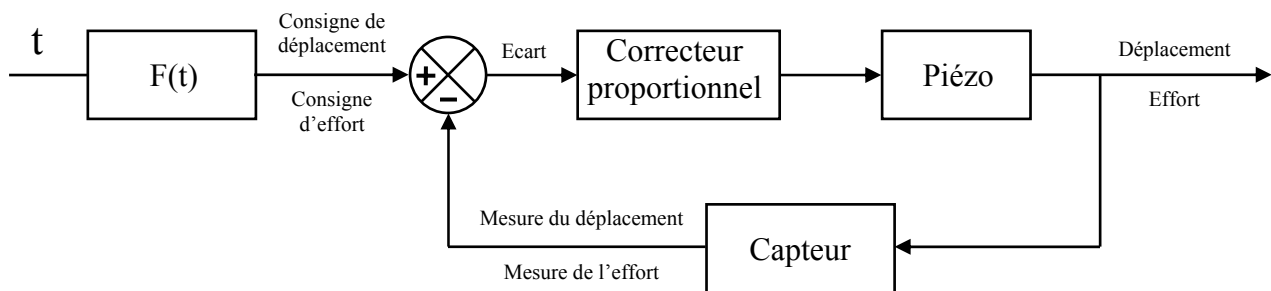 t
F(t)
Consigne de
déplacement
Consigne
d’effort
+
−
Ecart
Correcteur
proportionnel
Piézo
Déplacement
Effort
Mesure du déplacement
Mesure de l’effort
Capteur